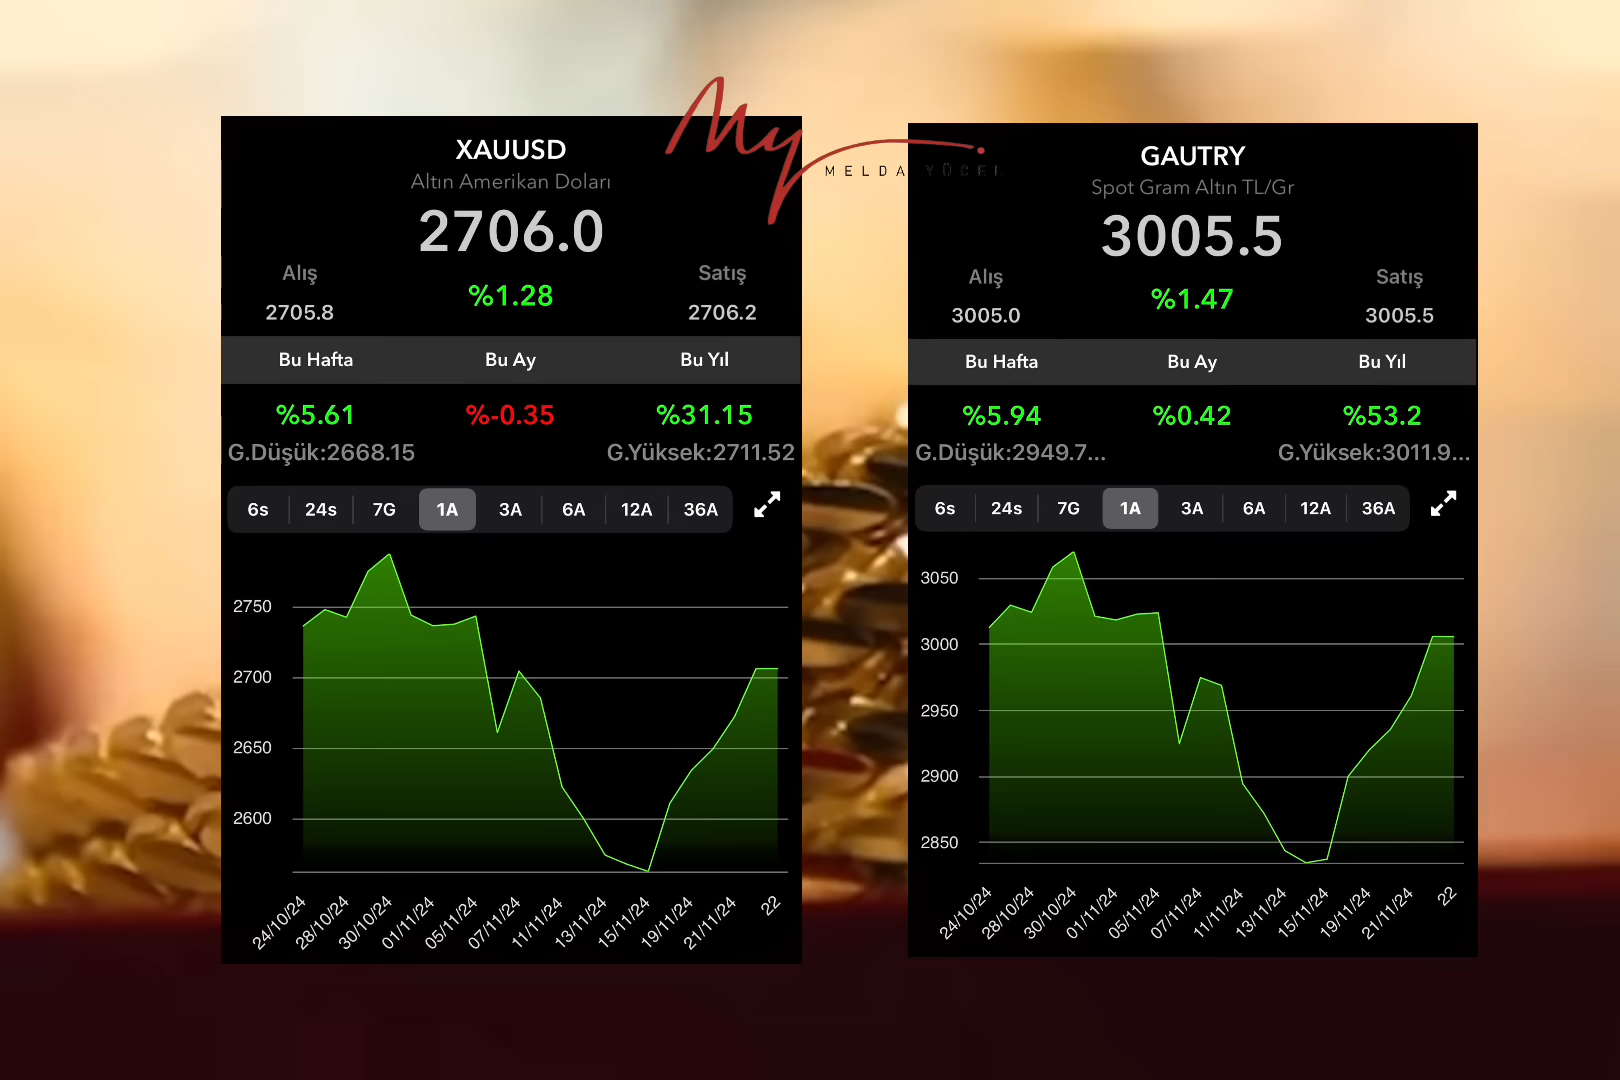 My
MELDA YÜCEL
XAUUSD
Altın Amerikan Doları
2706.0
Alış
%1.28
Satış
2705.8
2706.2
Bu Hafta Bu Ay Bu Yıl
%5.61 %-0.35 %31.15
G.Düşük:2668.15 G.Yüksek:2711.52
6s 24s 7G 1A 3A 6A 12A 36A
2750
2700
2650
2600
24/10/24 28/10/24 30/10/24 01/11/24 05/11/24 07/11/24 11/11/24 13/11/24 15/11/24 19/11/24 21/11/24 22
GAUTRY
Spot Gram Altın TL/Gr
3005.5
Alış
%1.47
Satış
3005.0
3005.5
Bu Hafta Bu Ay Bu Yıl
%5.94 %0.42 %53.2
G.Düşük:2949.7... G.Yüksek:3011.9...
6s 24s 7G 1A 3A 6A 12A 36A
3050
3000
2950
2900
2850
24/10/24 28/10/24 30/10/24 01/11/24 05/11/24 07/11/24 11/11/24 13/11/24 15/11/24 19/11/24 21/11/24 22